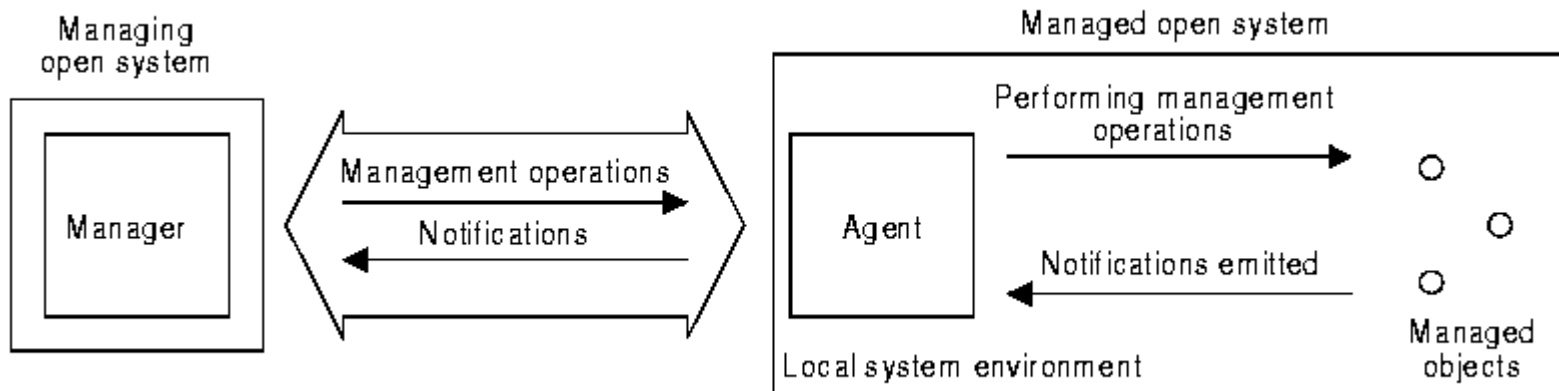 Managing
open system
Manager
Management operations
Notifications
Managed open system
Performing management
operations
Agent
Notifications emitted
Managed
objects
Local system environment